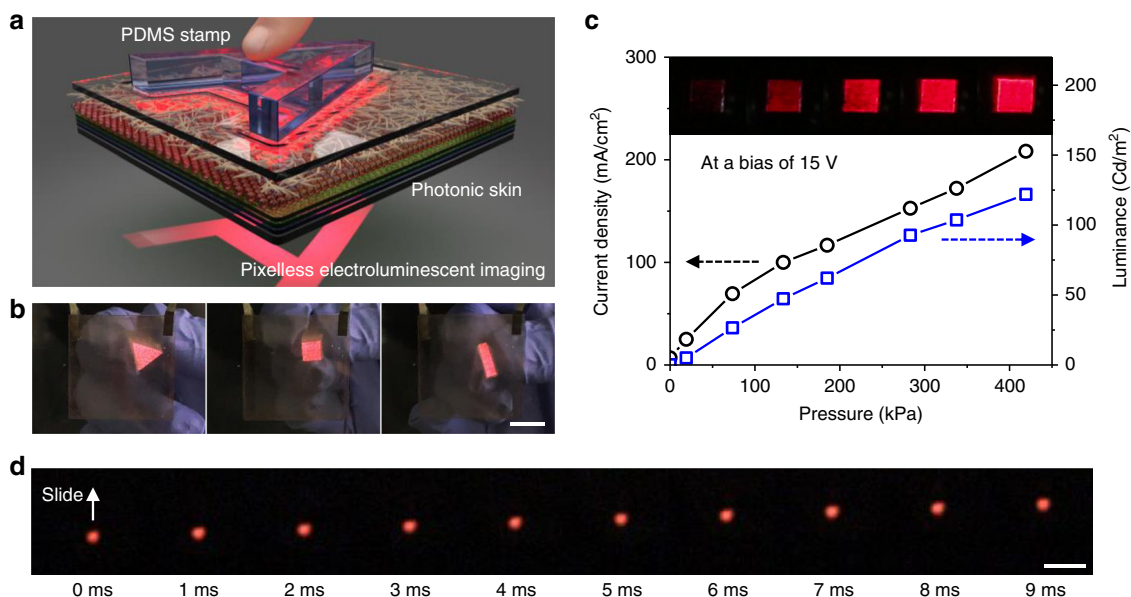 a
PDMS stamp
Photonic skin
Pixelless electroluminescent imaging
b
c
300
200
100
0
Current density (mA/cm²)
At a bias of 15 V
200
150
100
50
0
Luminance (Cd/m²)
0 100 200 300 400
Pressure (kPa)
d
Slide
0 ms 1 ms 2 ms 3 ms 4 ms 5 ms 6 ms 7 ms 8 ms 9 ms